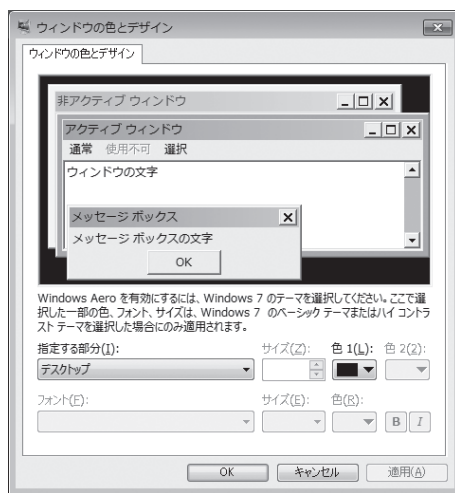 ウィンドウの色とデザイン
ウィンドウの色とデザイン
非アクティブ ウィンドウ
アクティブ ウィンドウ
通常 使用不可 選択
ウィンドウの文字
メッセージ ボックス
メッセージ ボックスの文字
OK
Windows Aero を有効にするには、Windows 7 のテーマを選択してください。ここで選
択した一部の色、フォント、サイズは、Windows 7 のベーシック テーマまたはハイ コントラ
スト テーマを選択した場合にのみ適用されます。
指定する部分(I): サイズ(Z): 色 1(L): 色 2(2):
デスクトップ
フォント(F): サイズ(E): 色(R):
B I
OK キャンセル 適用(A)